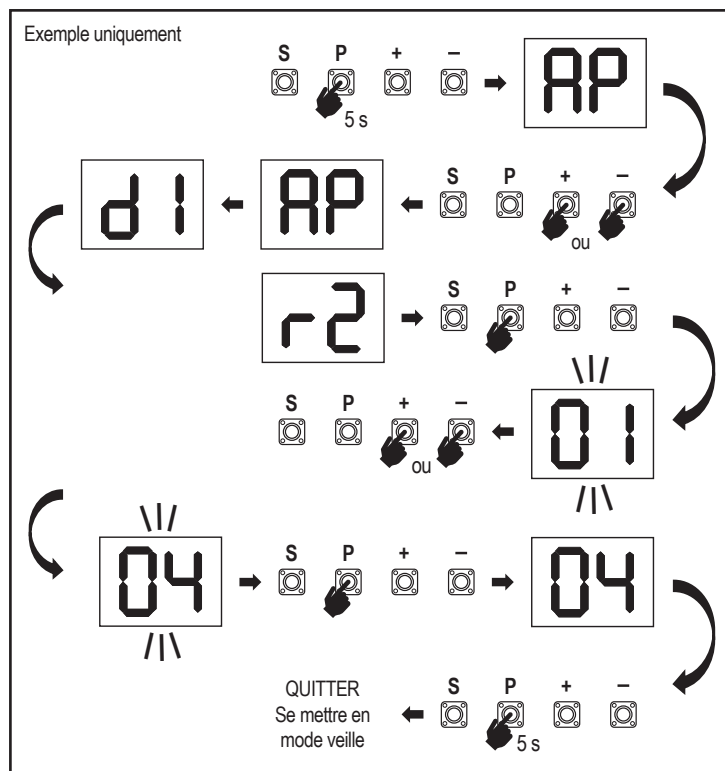 Exemple uniquement
S P + −
5 s
AP
S P + −
ou
AP
d1
r2
S P + −
01
S P + −
ou
04
S P + −
04
S P + −
5 s
QUITTER
Se mettre en
mode veille